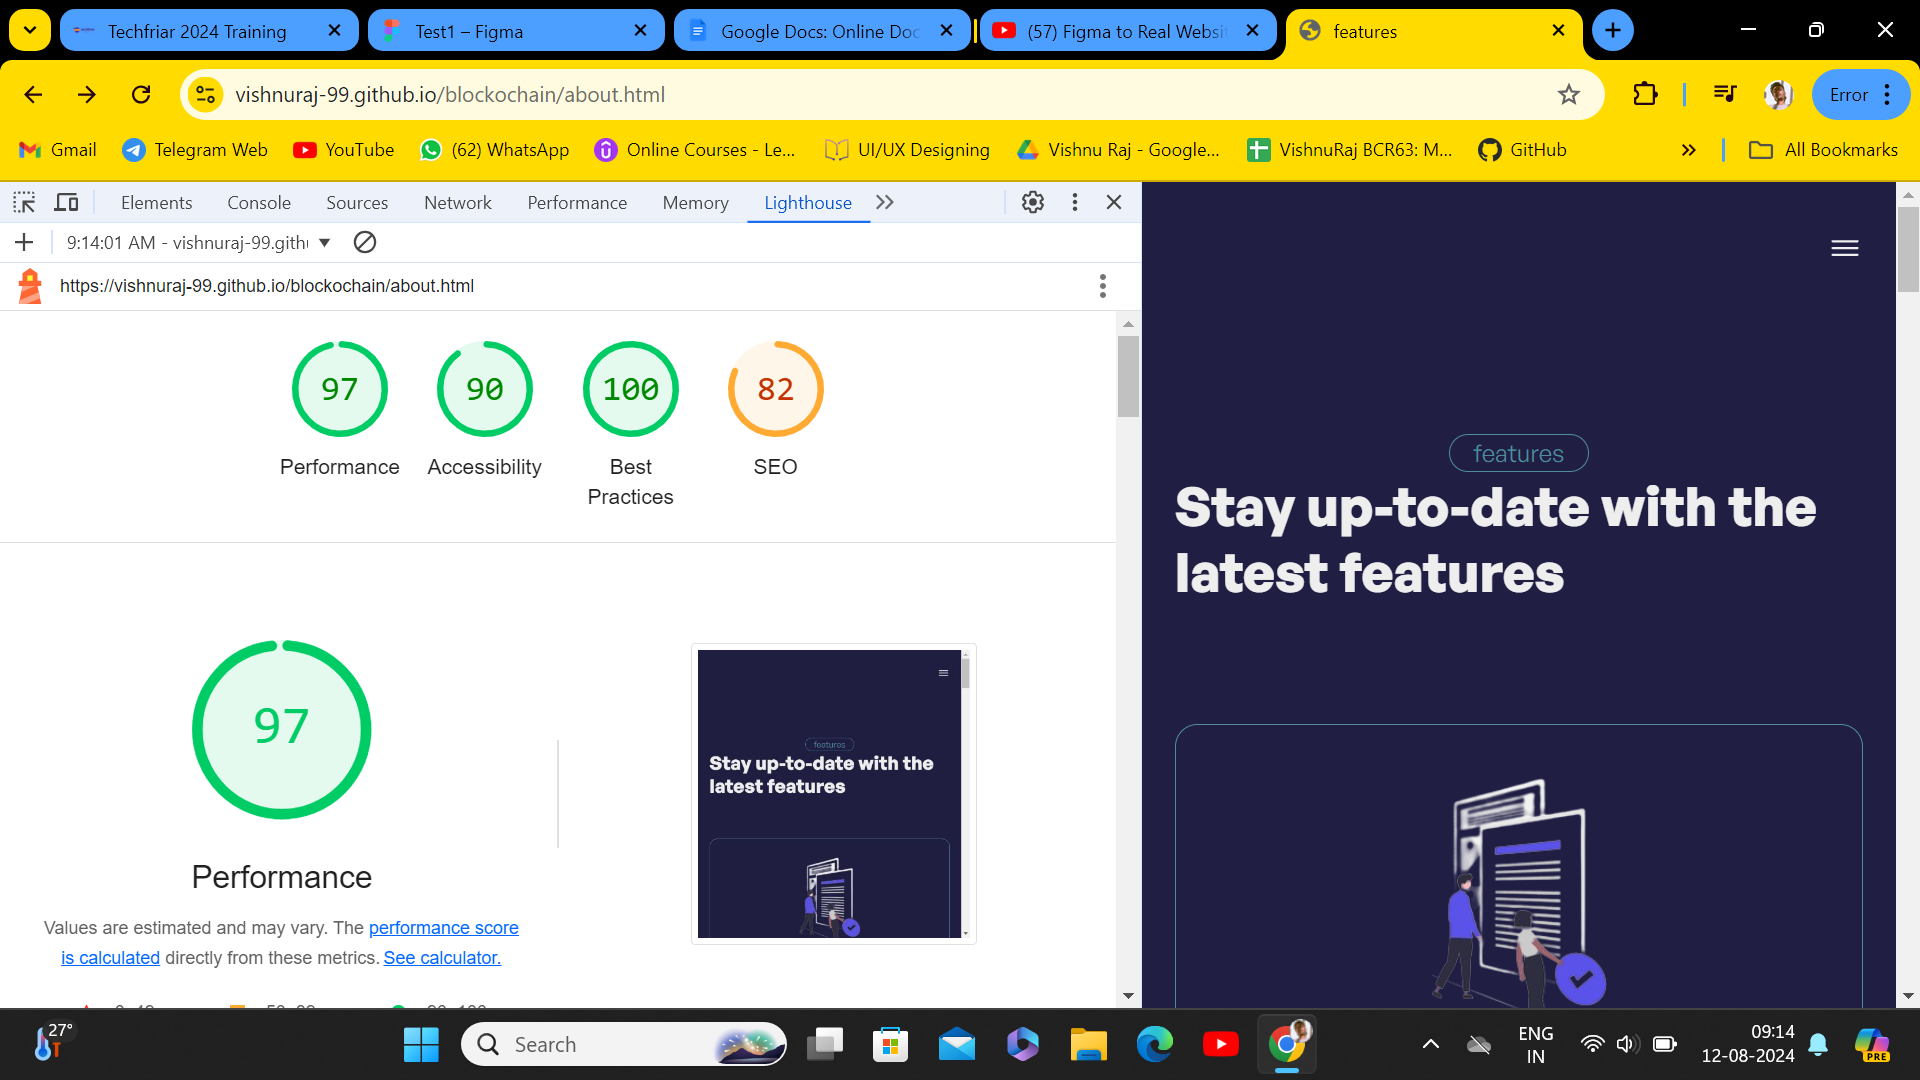 Techfriar 2024 Training
Test1 – Figma
Google Docs: Online Doc
(57) Figma to Real Websi
features
vishnuraj-99.github.io/blockochain/about.html
Error
Gmail
Telegram Web
YouTube
(62) WhatsApp
Online Courses - Le...
UI/UX Designing
Vishnu Raj - Google...
VishnuRaj BCR63: M...
GitHub
All Bookmarks
Elements
Console
Sources
Network
Performance
Memory
Lighthouse
9:14:01 AM - vishnuraj-99.gith
https://vishnuraj-99.github.io/blockochain/about.html
97
90
100
82
Performance
Accessibility
Best
Practices
SEO
97
Performance
Values are estimated and may vary. The performance score
is calculated directly from these metrics. See calculator.
features
Stay up-to-date with the
latest features
features
Stay up-to-date with the
latest features
27°
Search
ENG
IN
09:14
12-08-2024
PRE